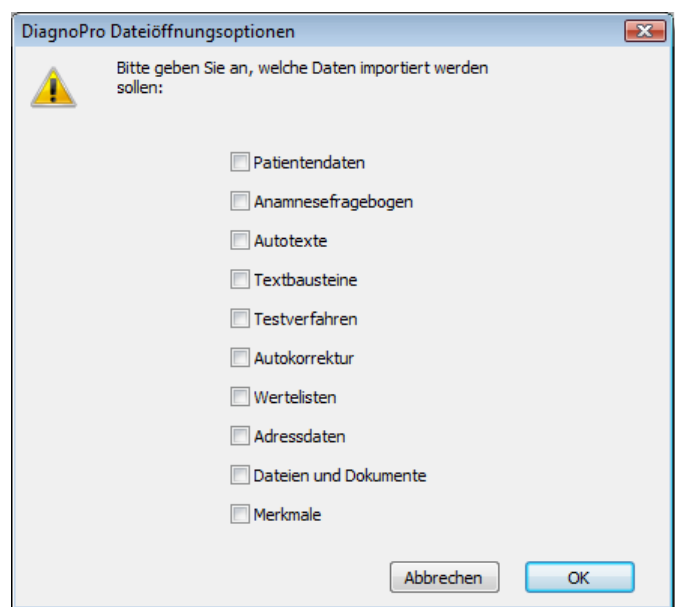 DiagnoPro Dateiöffnungsoptionen
Bitte geben Sie an, welche Daten importiert werden
sollen:
Patientendaten
Anamnesefragebogen
Autotexte
Textbausteine
Testverfahren
Autokorrektur
Wertelisten
Adressdaten
Dateien und Dokumente
Merkmale
Abbrechen OK